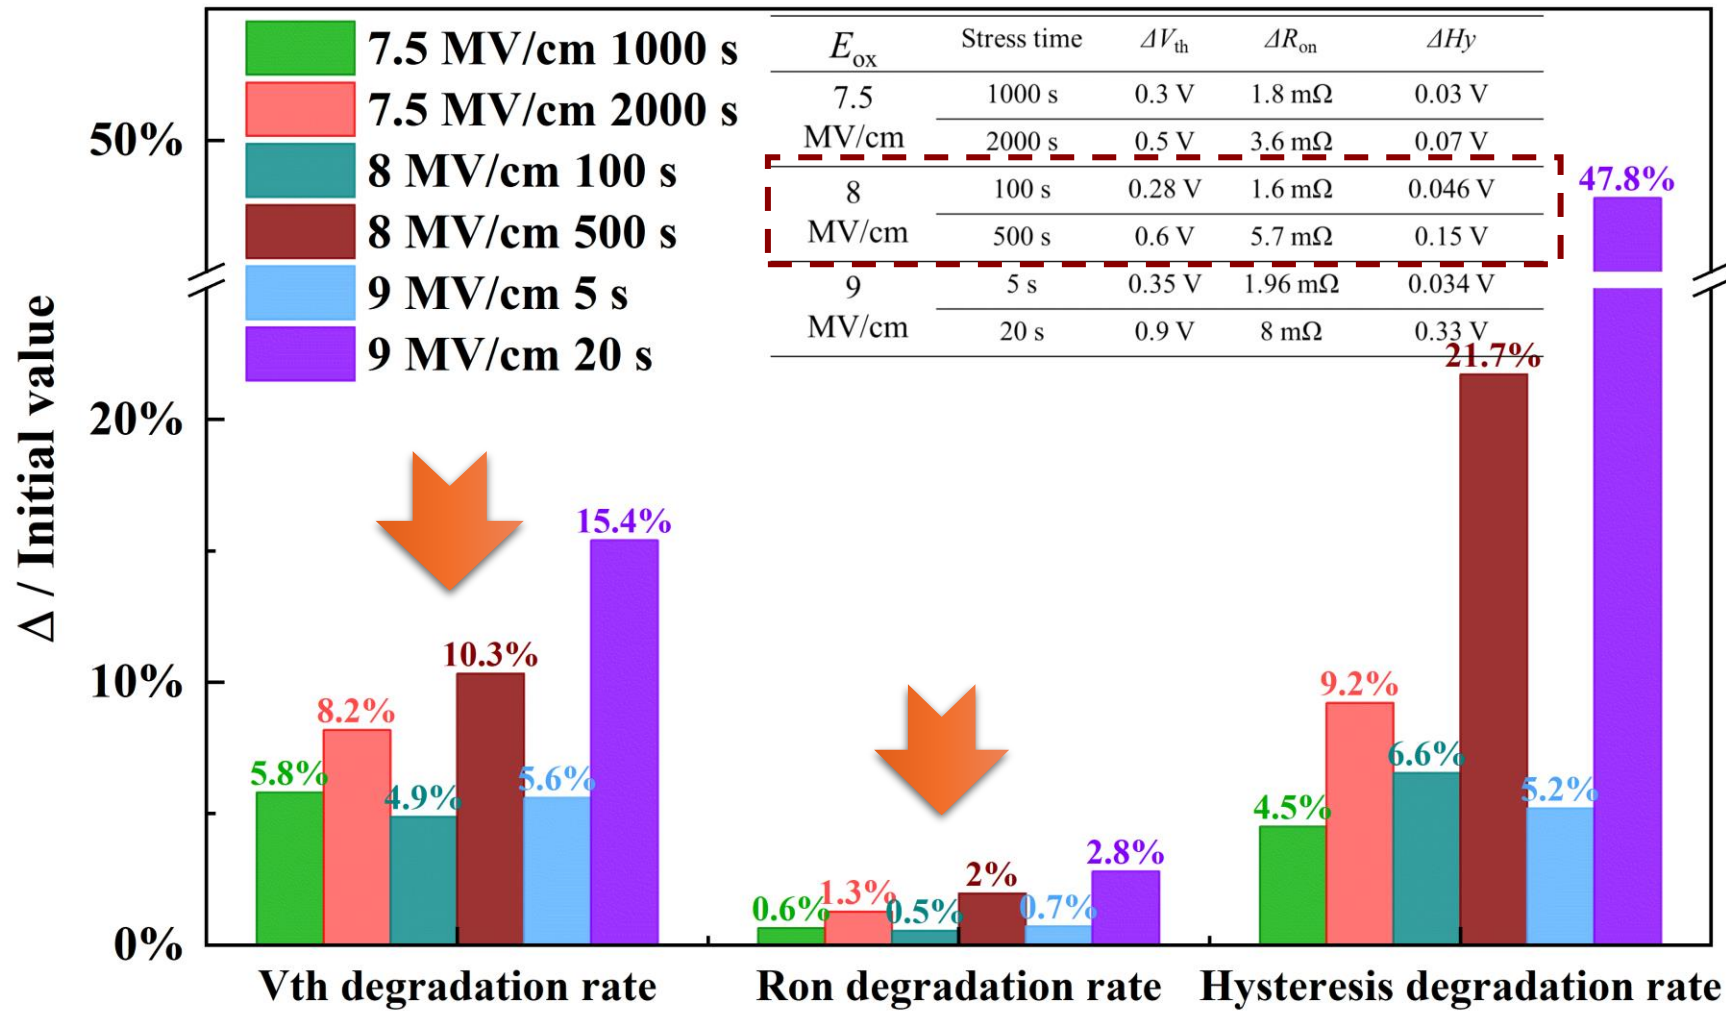 7.5 MV/cm 1000 s
7.5 MV/cm 2000 s
8 MV/cm 100 s
8 MV/cm 500 s
9 MV/cm 5 s
9 MV/cm 20 s
Eox Stress time ΔVth ΔRon ΔHy
7.5 MV/cm 1000 s 0.3 V 1.8 mΩ 0.03 V
2000 s 0.5 V 3.6 mΩ 0.07 V
8 MV/cm 100 s 0.28 V 1.6 mΩ 0.046 V
500 s 0.6 V 5.7 mΩ 0.15 V
9 MV/cm 5 s 0.35 V 1.96 mΩ 0.034 V
20 s 0.9 V 8 mΩ 0.33 V
Δ / Initial value
50%
20%
10%
0%
5.8%
8.2%
4.9%
10.3%
5.6%
15.4%
0.6%
1.3%
0.5%
2%
0.7%
2.8%
4.5%
9.2%
6.6%
21.7%
5.2%
47.8%
Vth degradation rate
Ron degradation rate
Hysteresis degradation rate